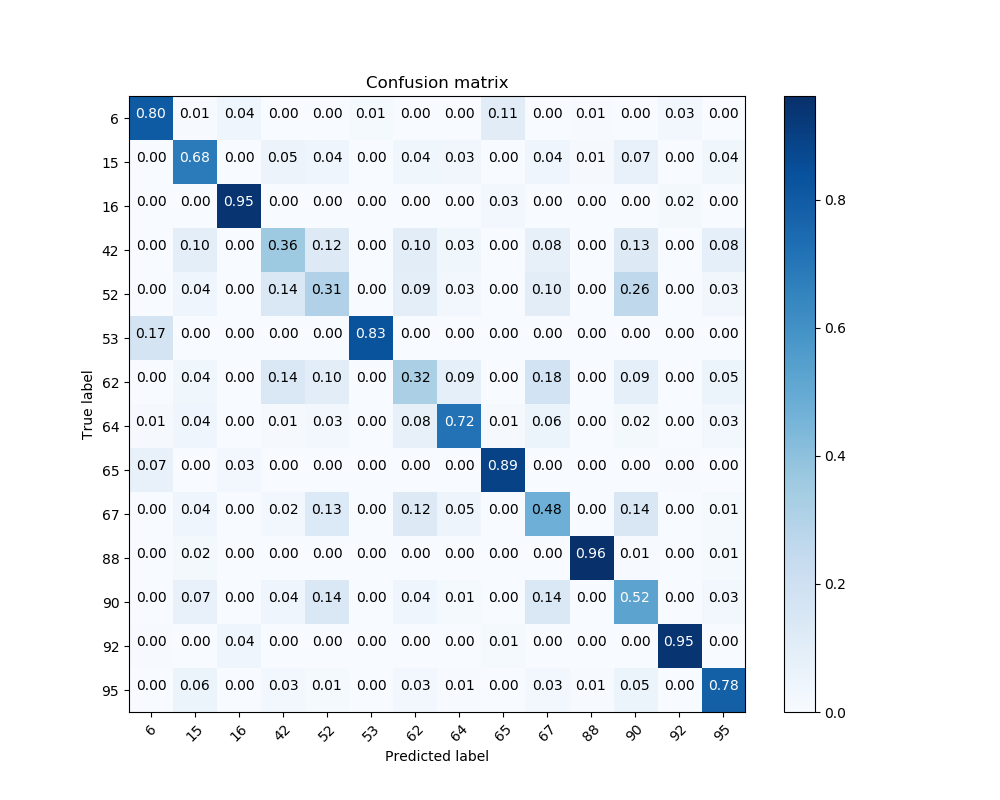 Confusion matrix
6 0.80 0.01 0.04 0.00 0.00 0.01 0.00 0.00 0.11 0.00 0.01 0.00 0.03 0.00
15 0.00 0.68 0.00 0.05 0.04 0.00 0.04 0.03 0.00 0.04 0.01 0.07 0.00 0.04
16 0.00 0.00 0.95 0.00 0.00 0.00 0.00 0.00 0.03 0.00 0.00 0.00 0.02 0.00
42 0.00 0.10 0.00 0.36 0.12 0.00 0.10 0.03 0.00 0.08 0.00 0.13 0.00 0.08
52 0.00 0.04 0.00 0.14 0.31 0.00 0.09 0.03 0.00 0.10 0.00 0.26 0.00 0.03
53 0.17 0.00 0.00 0.00 0.00 0.83 0.00 0.00 0.00 0.00 0.00 0.00 0.00 0.00
62 0.00 0.04 0.00 0.14 0.10 0.00 0.32 0.09 0.00 0.18 0.00 0.09 0.00 0.05
64 0.01 0.04 0.00 0.01 0.03 0.00 0.08 0.72 0.01 0.06 0.00 0.02 0.00 0.03
65 0.07 0.00 0.03 0.00 0.00 0.00 0.00 0.00 0.89 0.00 0.00 0.00 0.00 0.00
67 0.00 0.04 0.00 0.02 0.13 0.00 0.12 0.05 0.00 0.48 0.00 0.14 0.00 0.01
88 0.00 0.02 0.00 0.00 0.00 0.00 0.00 0.00 0.00 0.00 0.96 0.01 0.00 0.01
90 0.00 0.07 0.00 0.04 0.14 0.00 0.04 0.01 0.00 0.14 0.00 0.52 0.00 0.03
92 0.00 0.00 0.04 0.00 0.00 0.00 0.00 0.00 0.01 0.00 0.00 0.00 0.95 0.00
95 0.00 0.06 0.00 0.03 0.01 0.00 0.03 0.01 0.00 0.03 0.01 0.05 0.00 0.78
6 15 16 42 52 53 62 64 65 67 88 90 92 95
Predicted label
True label
0.8
0.6
0.4
0.2
0.0